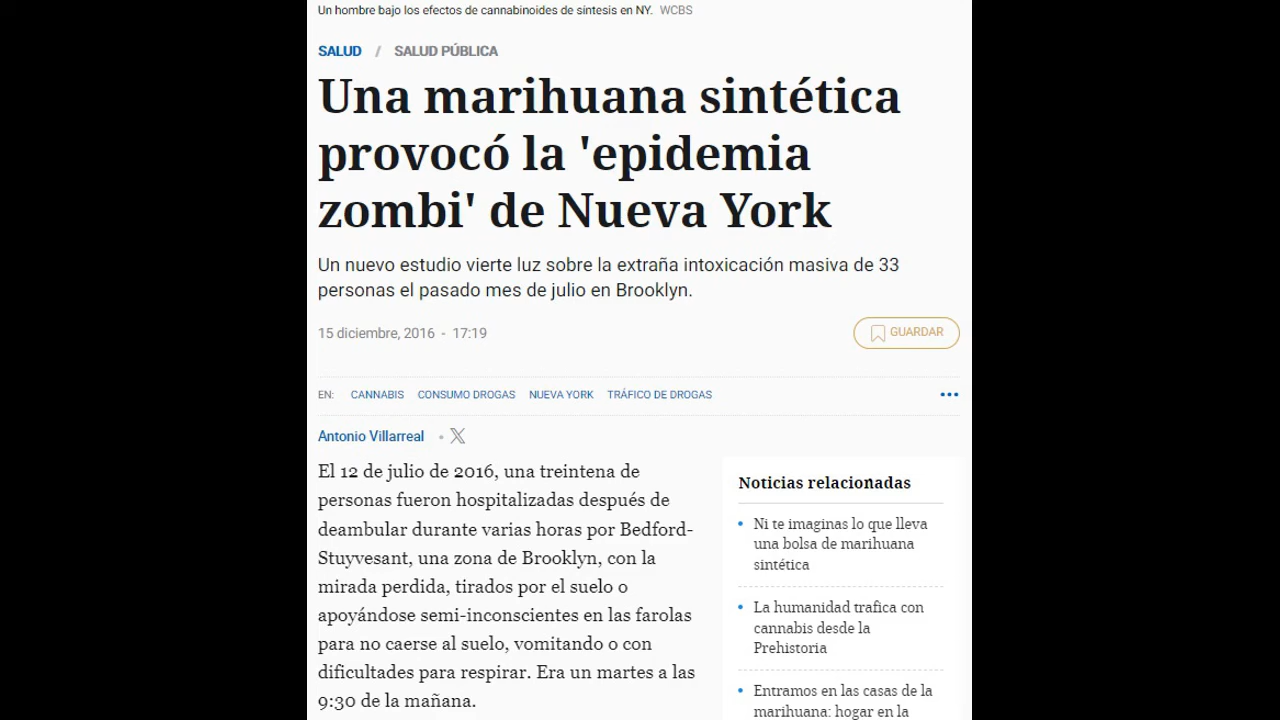 Un hombre bajo los efectos de cannabinoides de síntesis en NY. WCBS
SALUD / SALUD PÚBLICA
Una marihuana sintética
provocó la 'epidemia
zombi' de Nueva York
Un nuevo estudio vierte luz sobre la extraña intoxicación masiva de 33
personas el pasado mes de julio en Brooklyn.
15 diciembre, 2016 - 17:19
GUARDAR
EN: CANNABIS CONSUMO DROGAS NUEVA YORK TRÁFICO DE DROGAS
Antonio Villarreal
El 12 de julio de 2016, una treintena de
personas fueron hospitalizadas después de
deambular durante varias horas por Bedford-
Stuyvesant, una zona de Brooklyn, con la
mirada perdida, tirados por el suelo o
apoyándose semi-inconscientes en las farolas
para no caerse al suelo, vomitando o con
dificultades para respirar. Era un martes a las
9:30 de la mañana.
Noticias relacionadas
Ni te imaginas lo que lleva
una bolsa de marihuana
sintética
La humanidad trafica con
cannabis desde la
Prehistoria
Entramos en las casas de la
marihuana: hogar en la